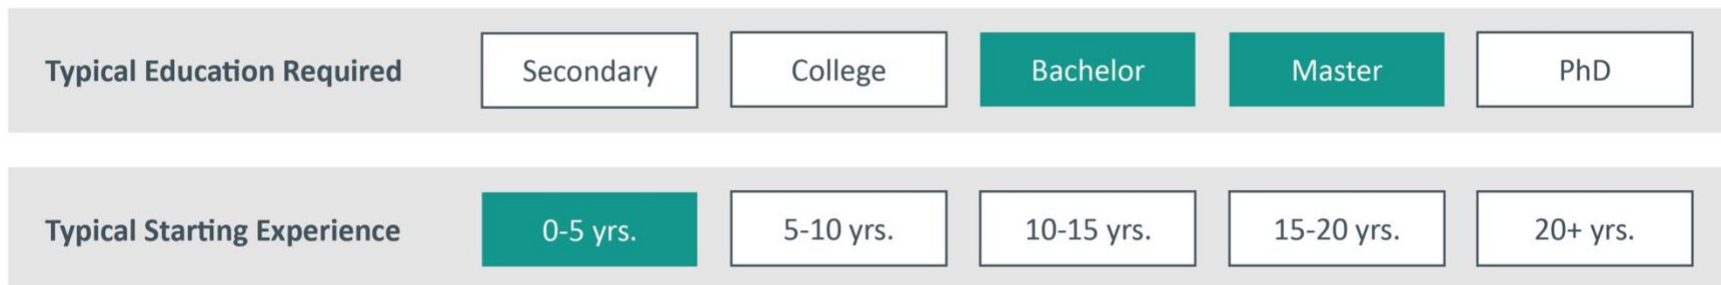 Typical Education Required Secondary College Bachelor Master PhD
Typical Starting Experience 0-5 yrs. 5-10 yrs. 10-15 yrs. 15-20 yrs. 20+ yrs.